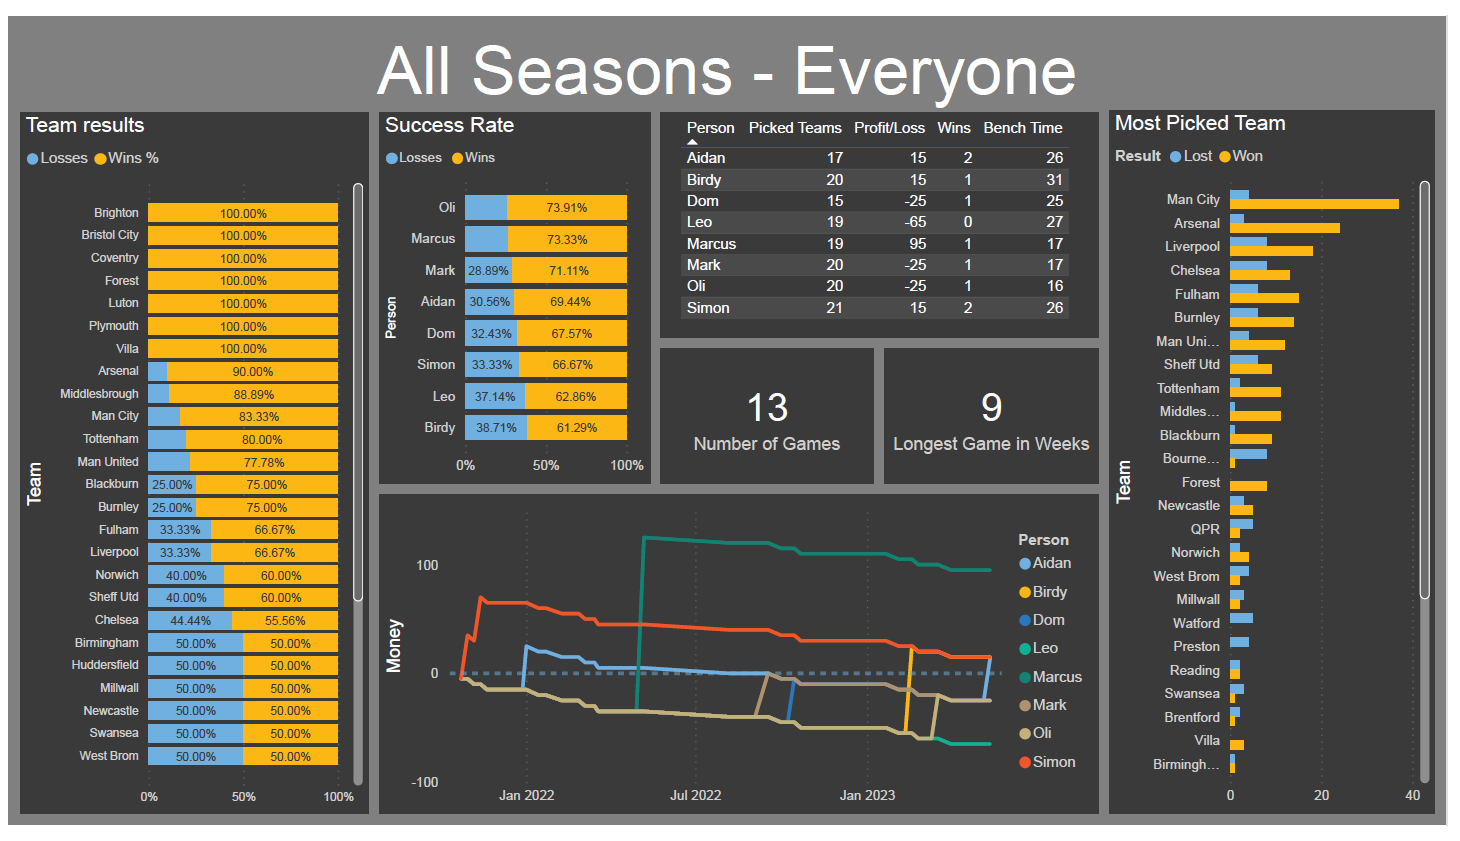 All Seasons - Everyone
Team results
Losses Wins %
Team
Brighton 100.00%
Bristol City 100.00%
Coventry 100.00%
Forest 100.00%
Luton 100.00%
Plymouth 100.00%
Villa 100.00%
Arsenal 90.00%
Middlesbrough 88.89%
Man City 83.33%
Tottenham 80.00%
Man United 77.78%
Blackburn 25.00% 75.00%
Burnley 25.00% 75.00%
Fulham 33.33% 66.67%
Liverpool 33.33% 66.67%
Norwich 40.00% 60.00%
Sheff Utd 40.00% 60.00%
Chelsea 44.44% 55.56%
Birmingham 50.00% 50.00%
Huddersfield 50.00% 50.00%
Millwall 50.00% 50.00%
Newcastle 50.00% 50.00%
Swansea 50.00% 50.00%
West Brom 50.00% 50.00%
0% 50% 100%
Success Rate
Losses Wins
Person
Oli 73.91%
Marcus 73.33%
Mark 28.89% 71.11%
Aidan 30.56% 69.44%
Dom 32.43% 67.57%
Simon 33.33% 66.67%
Leo 37.14% 62.86%
Birdy 38.71% 61.29%
0% 50% 100%
Person Picked Teams Profit/Loss Wins Bench Time
Aidan 17 15 2 26
Birdy 20 15 1 31
Dom 15 -25 1 25
Leo 19 -65 0 27
Marcus 19 95 1 17
Mark 20 -25 1 17
Oli 20 -25 1 16
Simon 21 15 2 26
13
Number of Games
9
Longest Game in Weeks
Money
100
0
-100
Jan 2022 Jul 2022 Jan 2023
Person
Aidan
Birdy
Dom
Leo
Marcus
Mark
Oli
Simon
Most Picked Team
Result Lost Won
Team
Man City
Arsenal
Liverpool
Chelsea
Fulham
Burnley
Man Uni...
Sheff Utd
Tottenham
Middles...
Blackburn
Bourne...
Forest
Newcastle
QPR
Norwich
West Brom
Millwall
Watford
Preston
Reading
Swansea
Brentford
Villa
Birmingh...
0 20 40